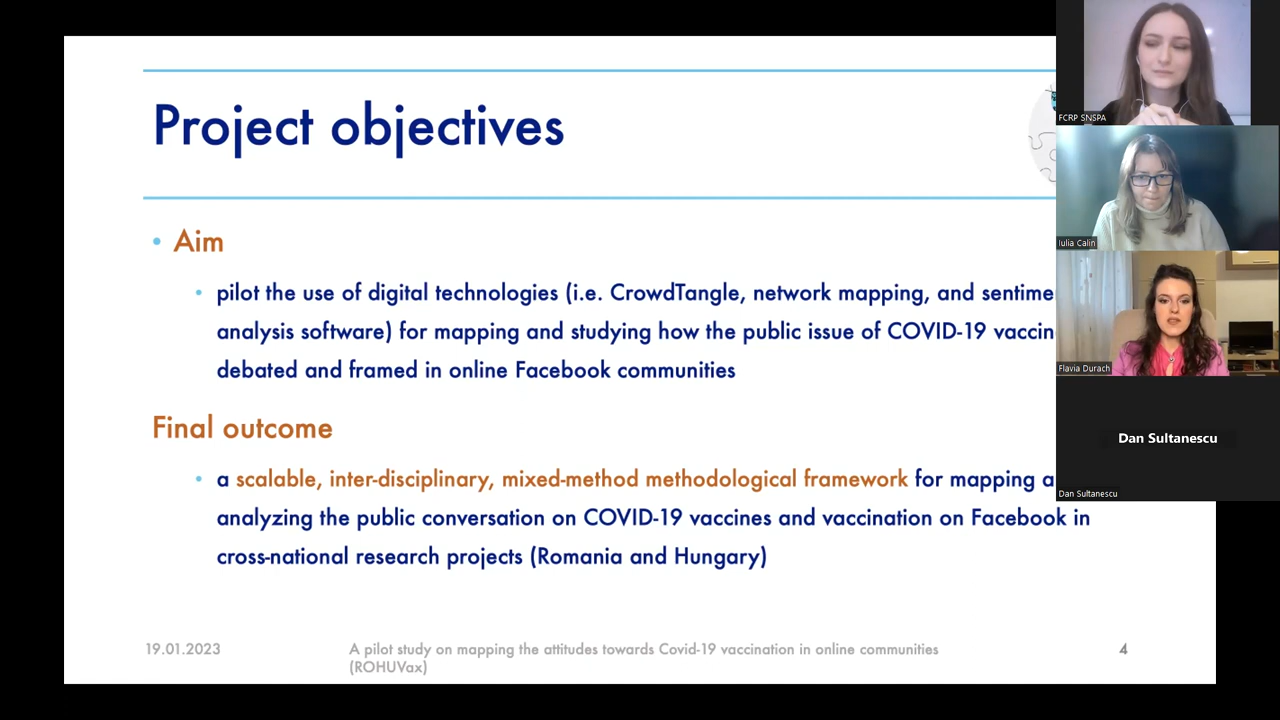 Project objectives
• Aim
• pilot the use of digital technologies (i.e. CrowdTangle, network mapping, and
analysis software) for mapping and studying how the public issue of COVID-19
debated and framed in online Facebook communities
Final outcome
• a scalable, inter-disciplinary, mixed-method methodological framework for mapping
analyzing the public conversation on COVID-19 vaccines and vaccination on Facebook in
cross-national research projects (Romania and Hungary)
19.01.2023
A pilot study on mapping the attitudes towards Covid-19 vaccination in online communities
(ROHUVax)
4
FCRP SNSPA
Iulia Calin
Flavia Durach
Dan Sultanescu
Dan Sultanescu